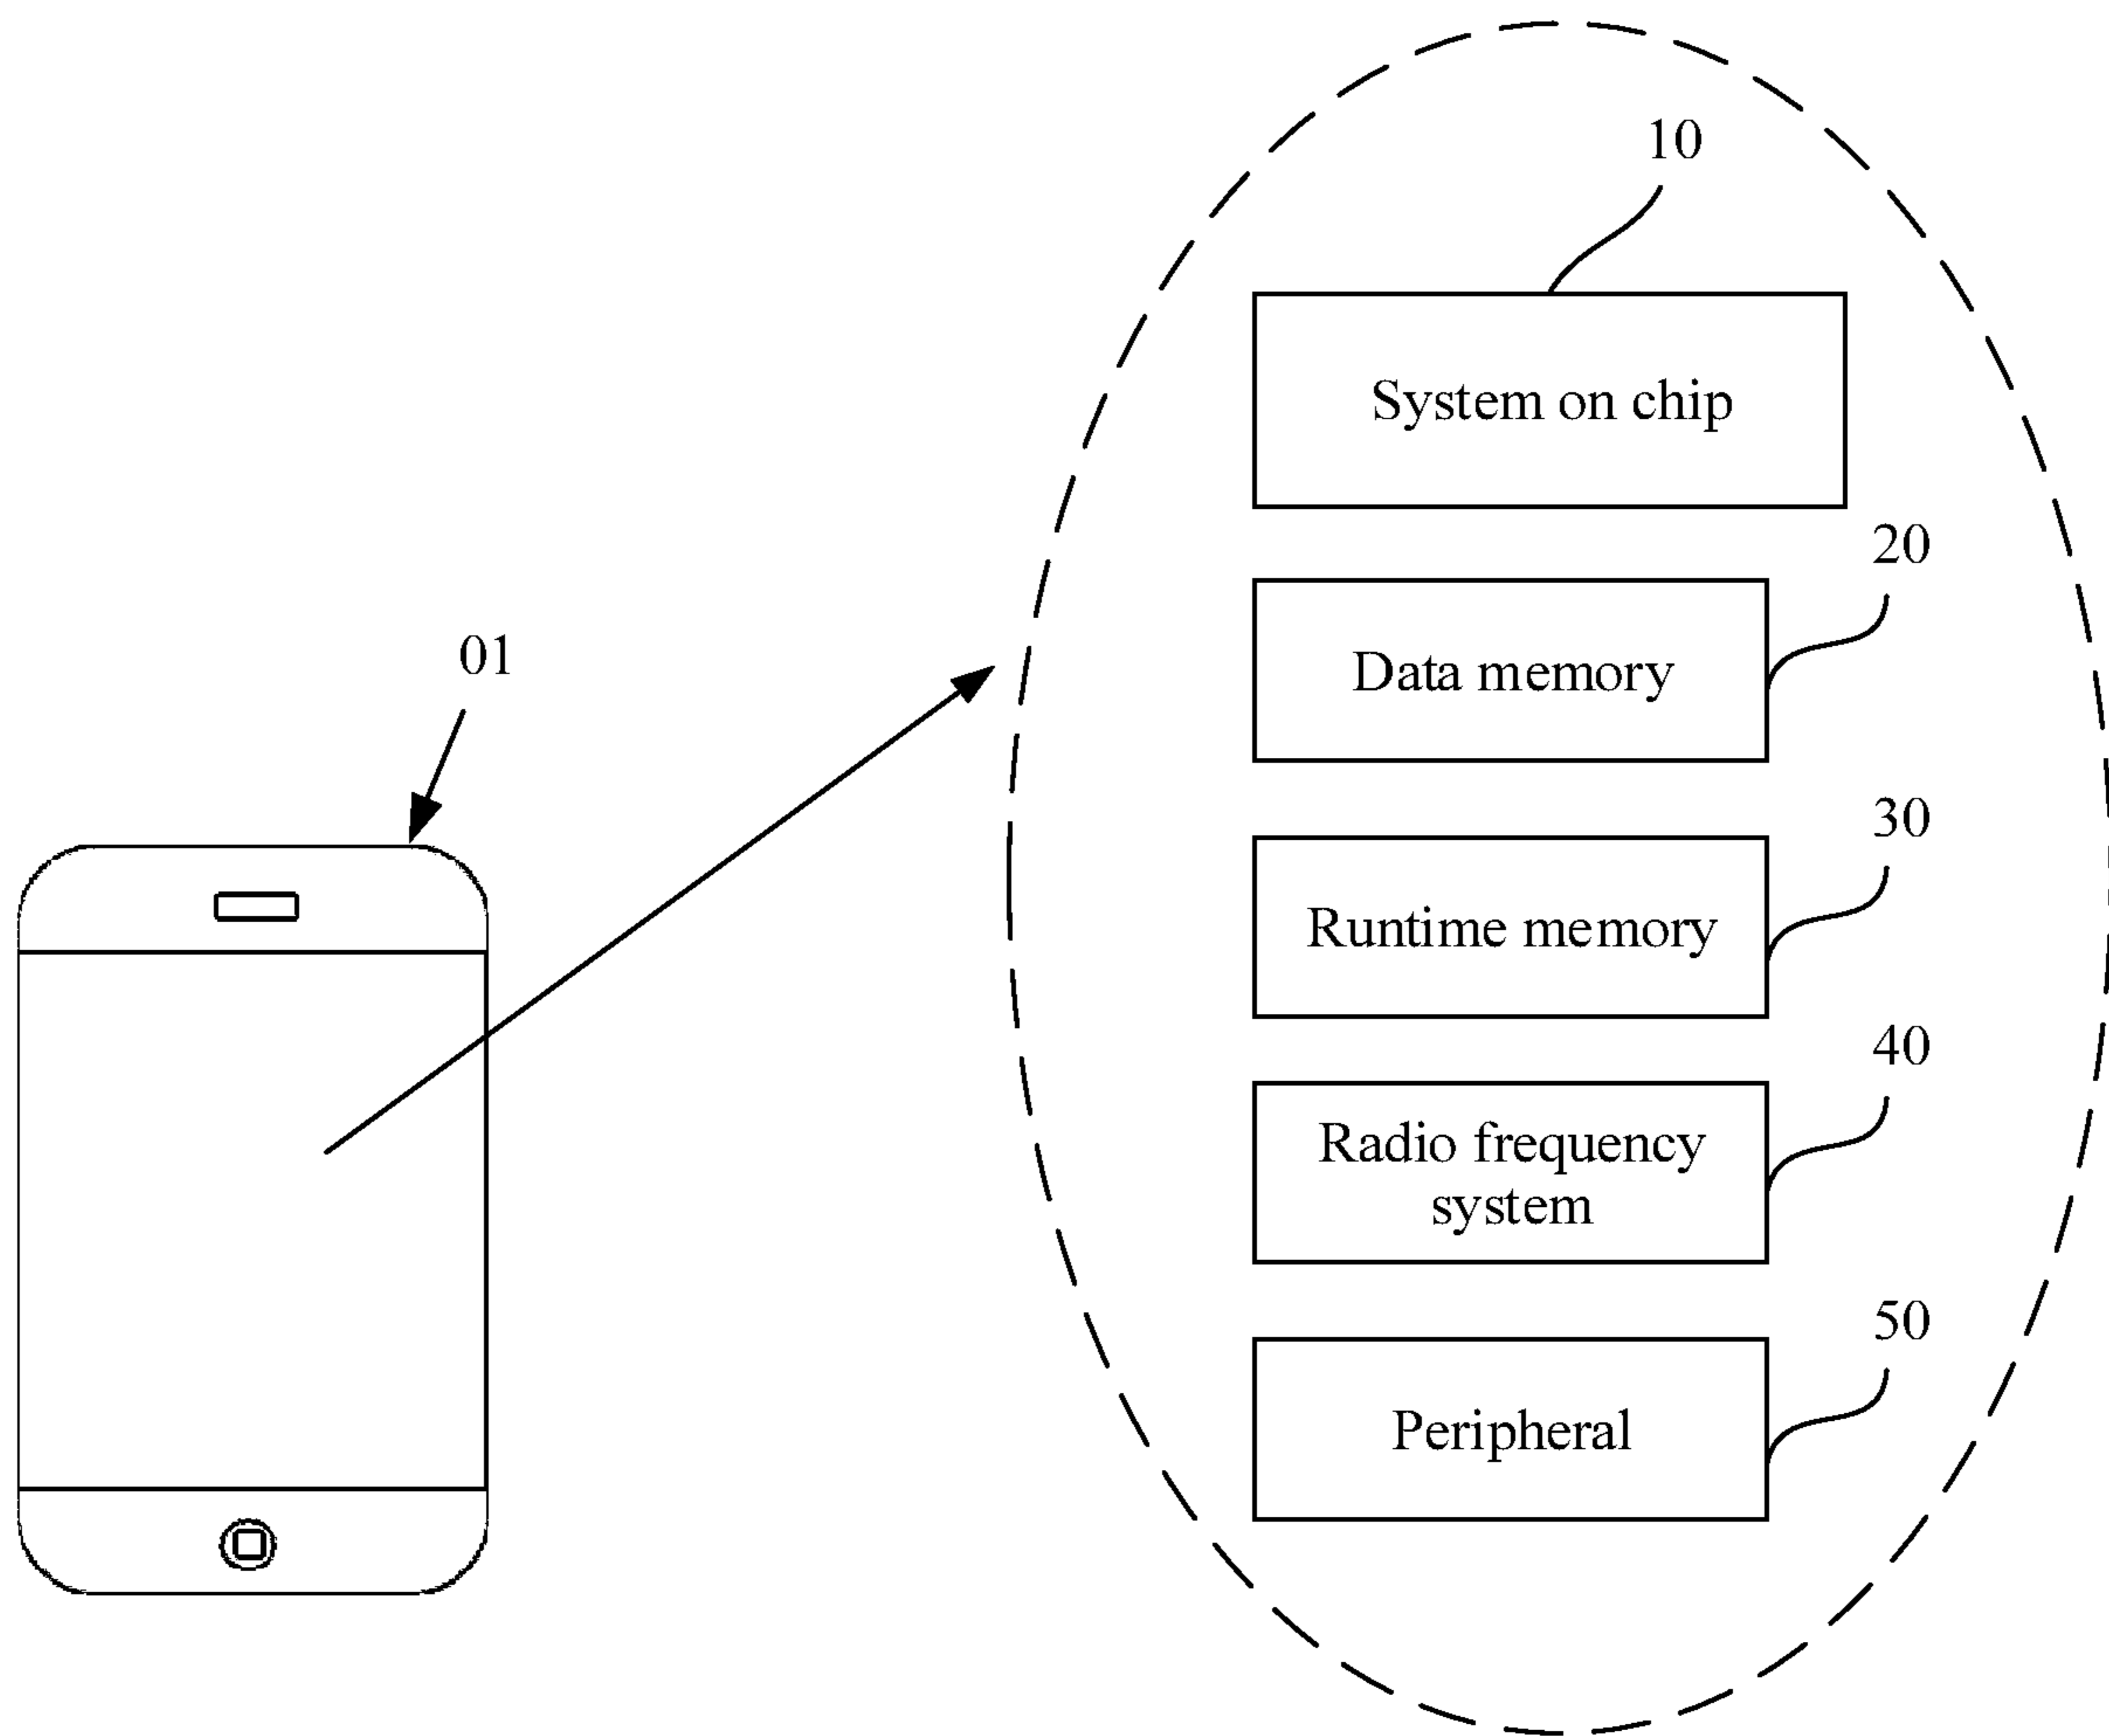 10
System on chip
20
Data memory
01
30
Runtime memory
40
Radio frequency
system
50
Peripheral